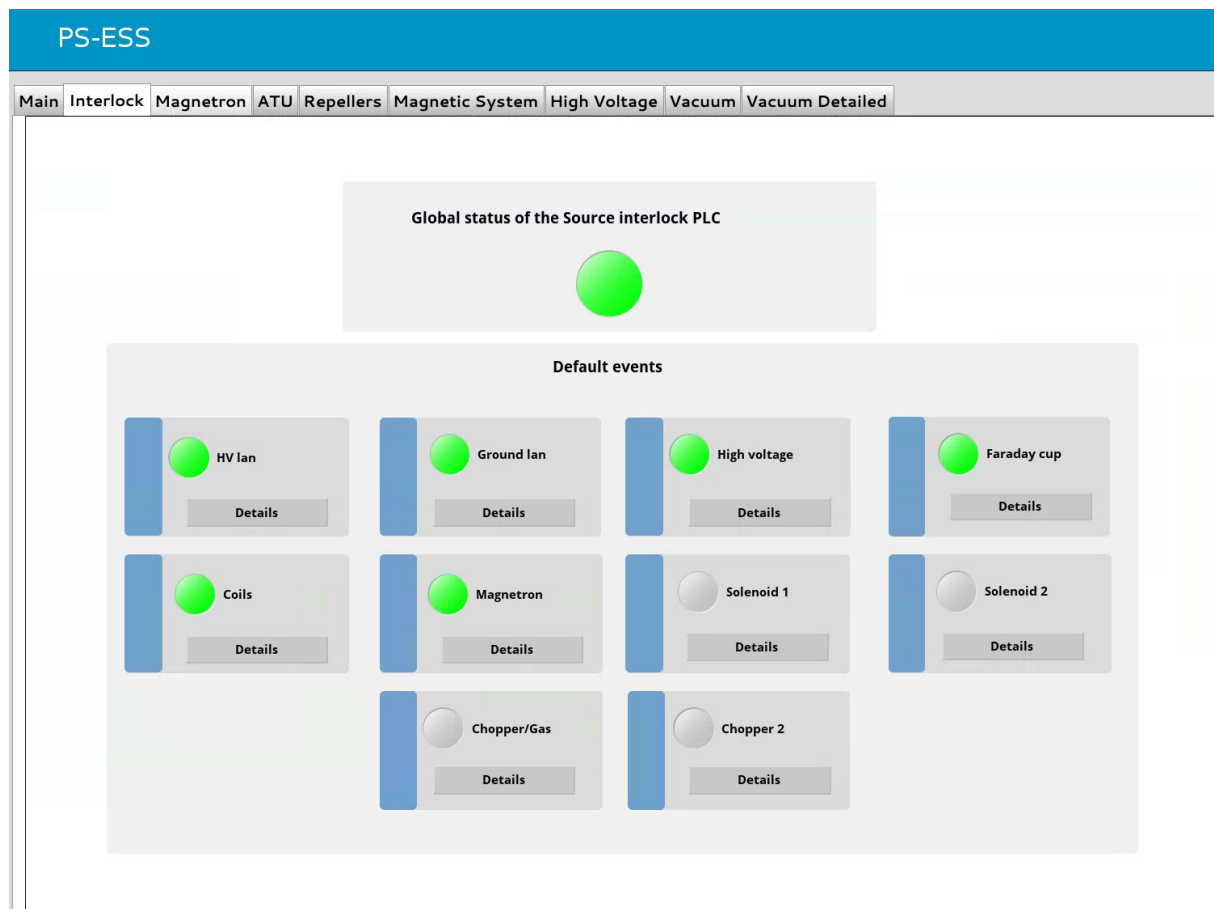 PS-ESS
Main Interlock Magnetron ATU Repellers Magnetic System High Voltage Vacuum Vacuum Detailed
Global status of the Source interlock PLC
Default events
HV lan
Details
Ground lan
Details
High voltage
Details
Faraday cup
Details
Coils
Details
Magnetron
Details
Solenoid 1
Details
Solenoid 2
Details
Chopper/Gas
Details
Chopper 2
Details